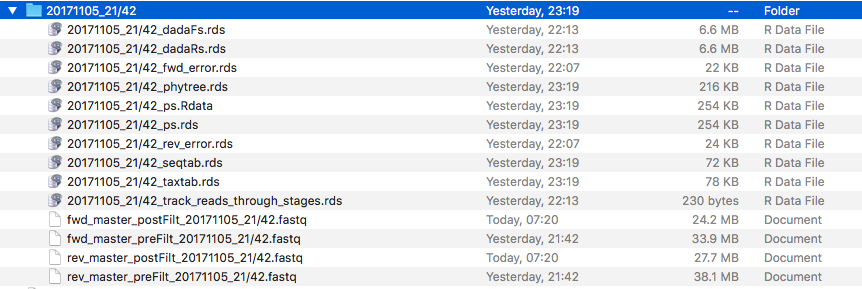 20171105_21/42 Yesterday, 23:19 -- Folder
20171105_21/42_dadaFs.rds Yesterday, 22:13 6.6 MB R Data File
20171105_21/42_dadaRs.rds Yesterday, 22:13 6.6 MB R Data File
20171105_21/42_fwd_error.rds Yesterday, 22:07 22 KB R Data File
20171105_21/42_phytree.rds Yesterday, 23:19 216 KB R Data File
20171105_21/42_ps.Rdata Yesterday, 23:19 254 KB R Data File
20171105_21/42_ps.rds Yesterday, 23:19 254 KB R Data File
20171105_21/42_rev_error.rds Yesterday, 22:07 24 KB R Data File
20171105_21/42_seqtab.rds Yesterday, 23:19 72 KB R Data File
20171105_21/42_taxtab.rds Yesterday, 23:19 78 KB R Data File
20171105_21/42_track_reads_through_stages.rds Yesterday, 22:13 230 bytes R Data File
fwd_master_postFilt_20171105_21/42.fastq Today, 07:20 24.2 MB Document
fwd_master_preFilt_20171105_21/42.fastq Yesterday, 21:42 33.9 MB Document
rev_master_postFilt_20171105_21/42.fastq Today, 07:20 27.7 MB Document
rev_master_preFilt_20171105_21/42.fastq Yesterday, 21:42 38.1 MB Document